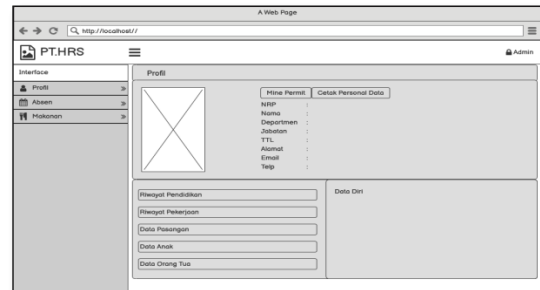 A Web Page
http://localhost//
PT.HRS
Admin
Interface
Profil
Absen
Makanan
Profil
Mine Permit
Cetak Personal Data
NRP :
Nama :
Departmen :
Jabatan :
TTL :
Alamat :
Email :
Telp :
Riwayat Pendidikan
Riwayat Pekerjaan
Data Pasangan
Data Anak
Data Orang Tua
Data Diri